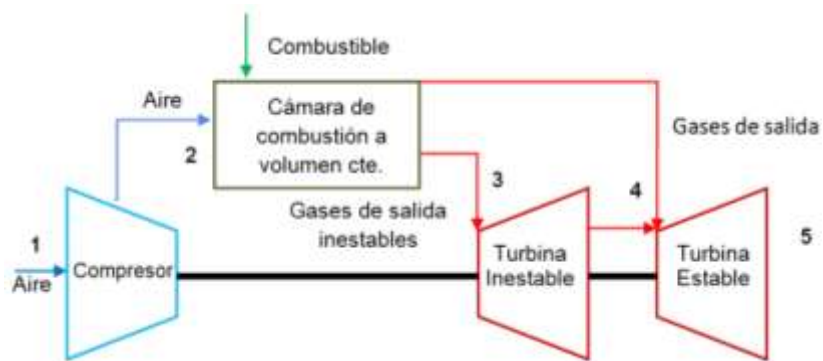 Combustible
Aire
Cámara de
combustión a
volumen cte.
2
Gases de salida
Gases de salida
inestables
3
4
1
Aire
Compresor
Turbina
Inestable
Turbina
Estable
5